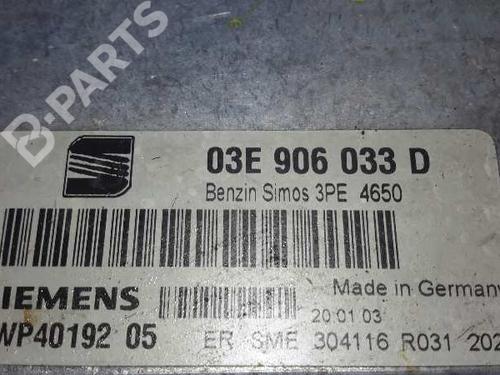 B-PARTS
03E 906 033 D
Benzin Simos 3PE 4650
Made in Germany
SIEMENS
20 01 03
WP40192 05 ER SME 304116 R031 202